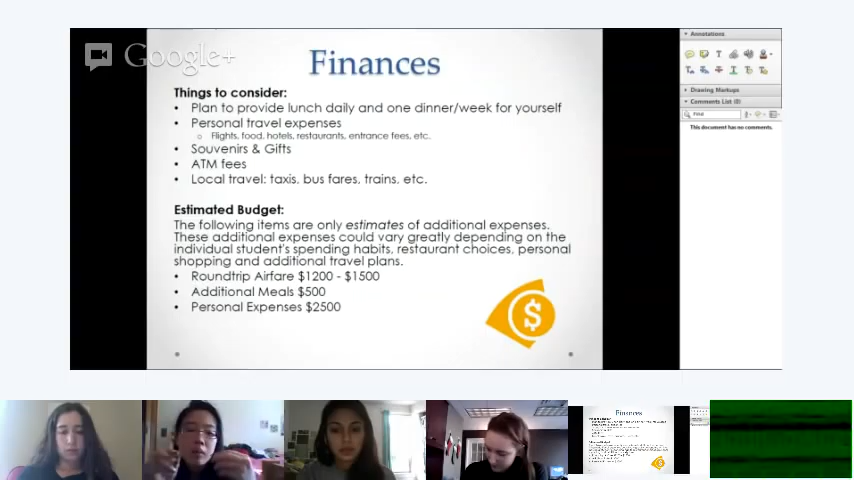 Google+
Finances
Things to consider:
• Plan to provide lunch daily and one dinner/week for yourself
• Personal travel expenses
o Flights, food, hotels, restaurants, entrance fees, etc.
• Souvenirs & Gifts
• ATM fees
• Local travel: taxis, bus fares, trains, etc.
Estimated Budget:
The following items are only estimates of additional expenses.
These additional expenses could vary greatly depending on the
individual student's spending habits, restaurant choices, personal
shopping and additional travel plans.
• Roundtrip Airfare $1200 - $1500
• Additional Meals $500
• Personal Expenses $2500
$
Annotations
Drawing Markups
Comments List (0)
Find
This document has no comments.
Finances